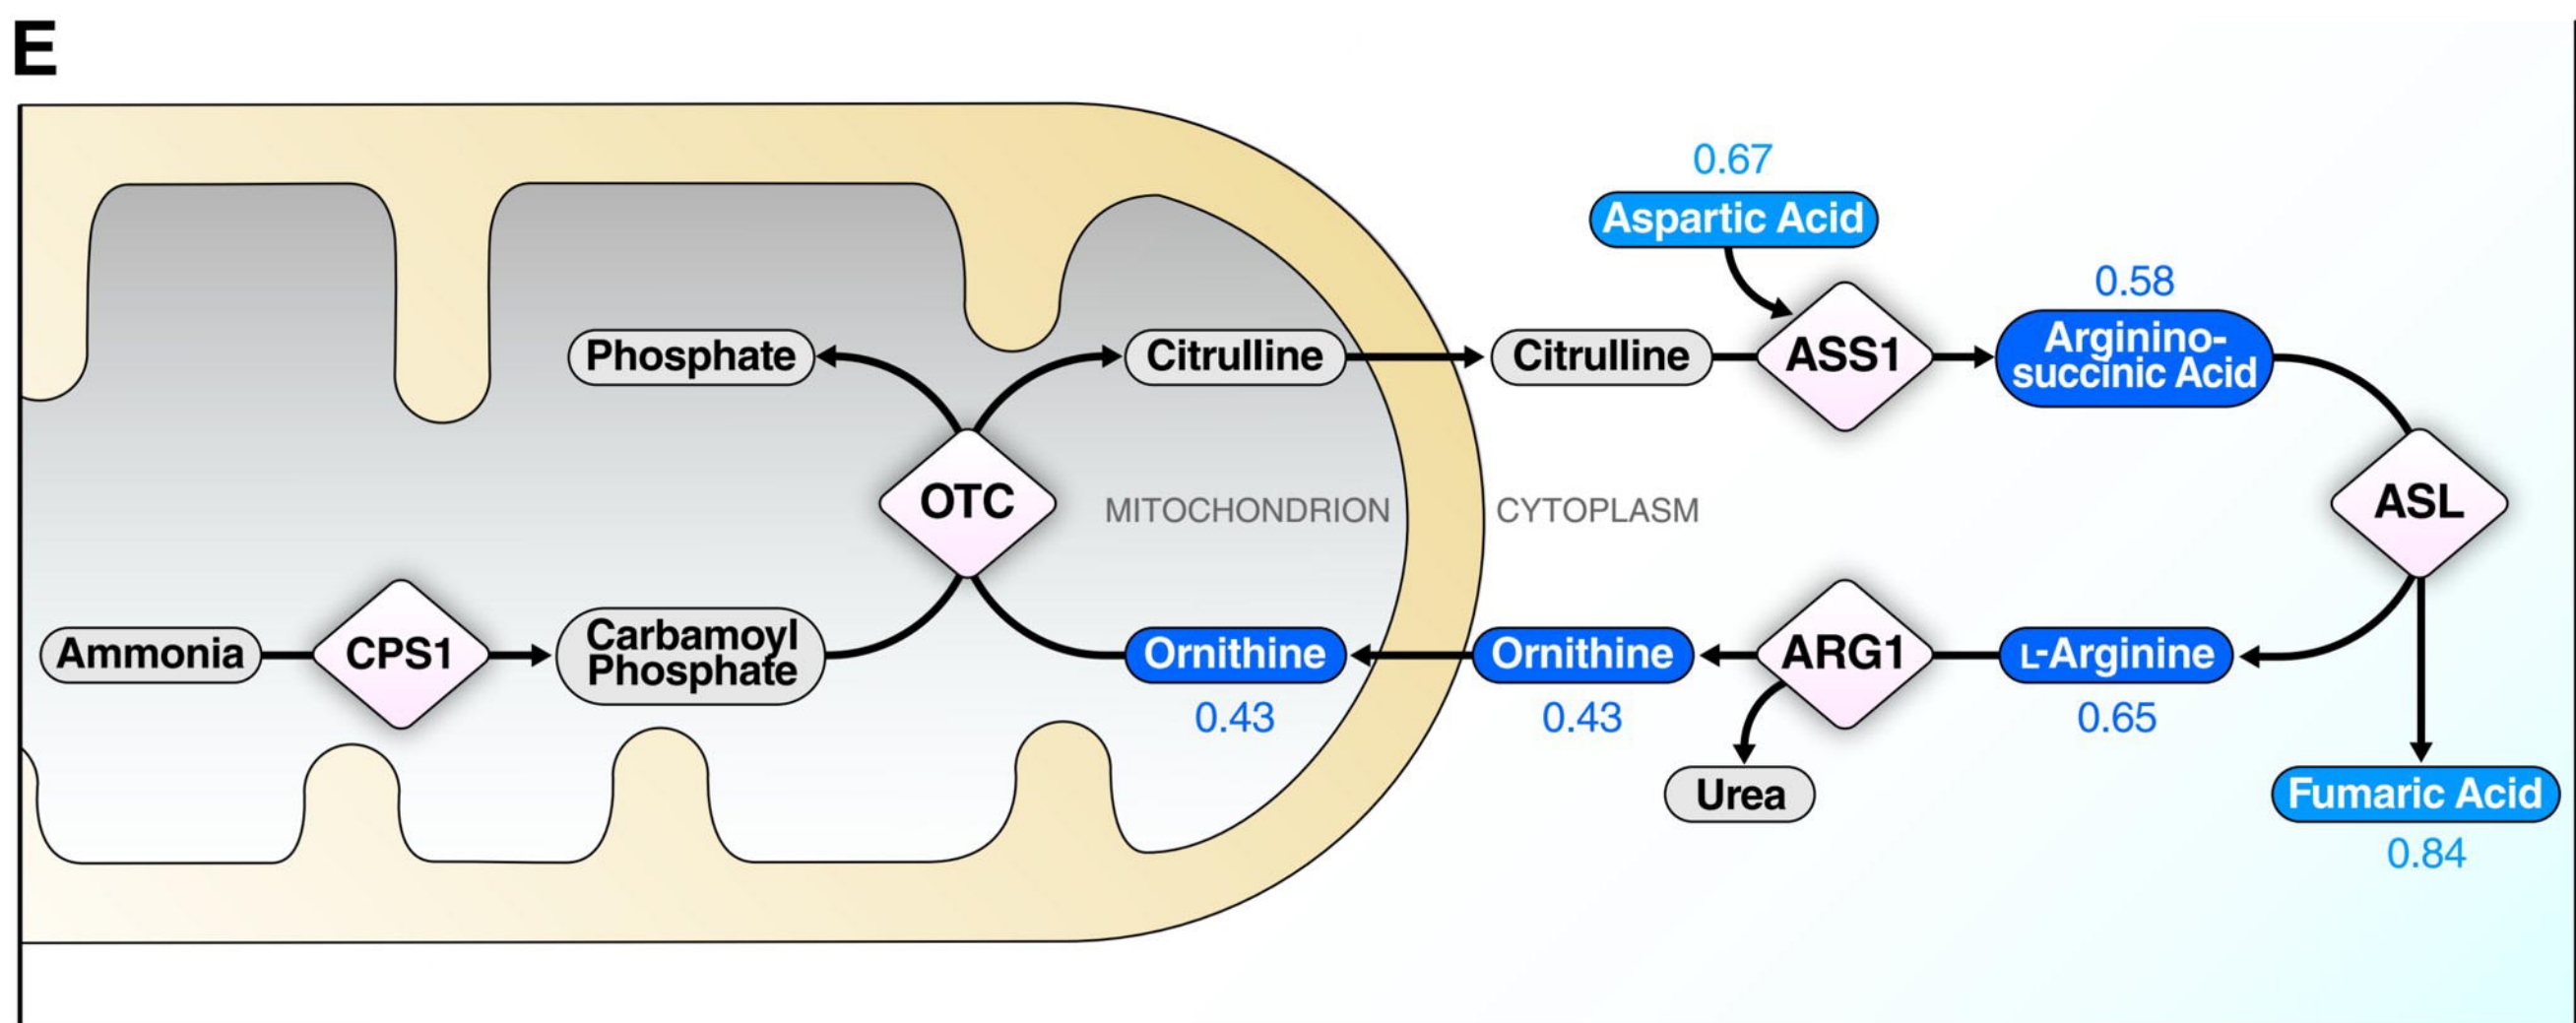 E
0.67
Aspartic Acid
0.58
Phosphate
Citrulline
Citrulline
ASS1
Arginino-
succinic Acid
OTC
MITOCHONDRION
CYTOPLASM
ASL
Ammonia
CPS1
Carbamoyl
Phosphate
Ornithine
Ornithine
ARG1
L-Arginine
0.43
0.43
0.65
Urea
Fumaric Acid
0.84